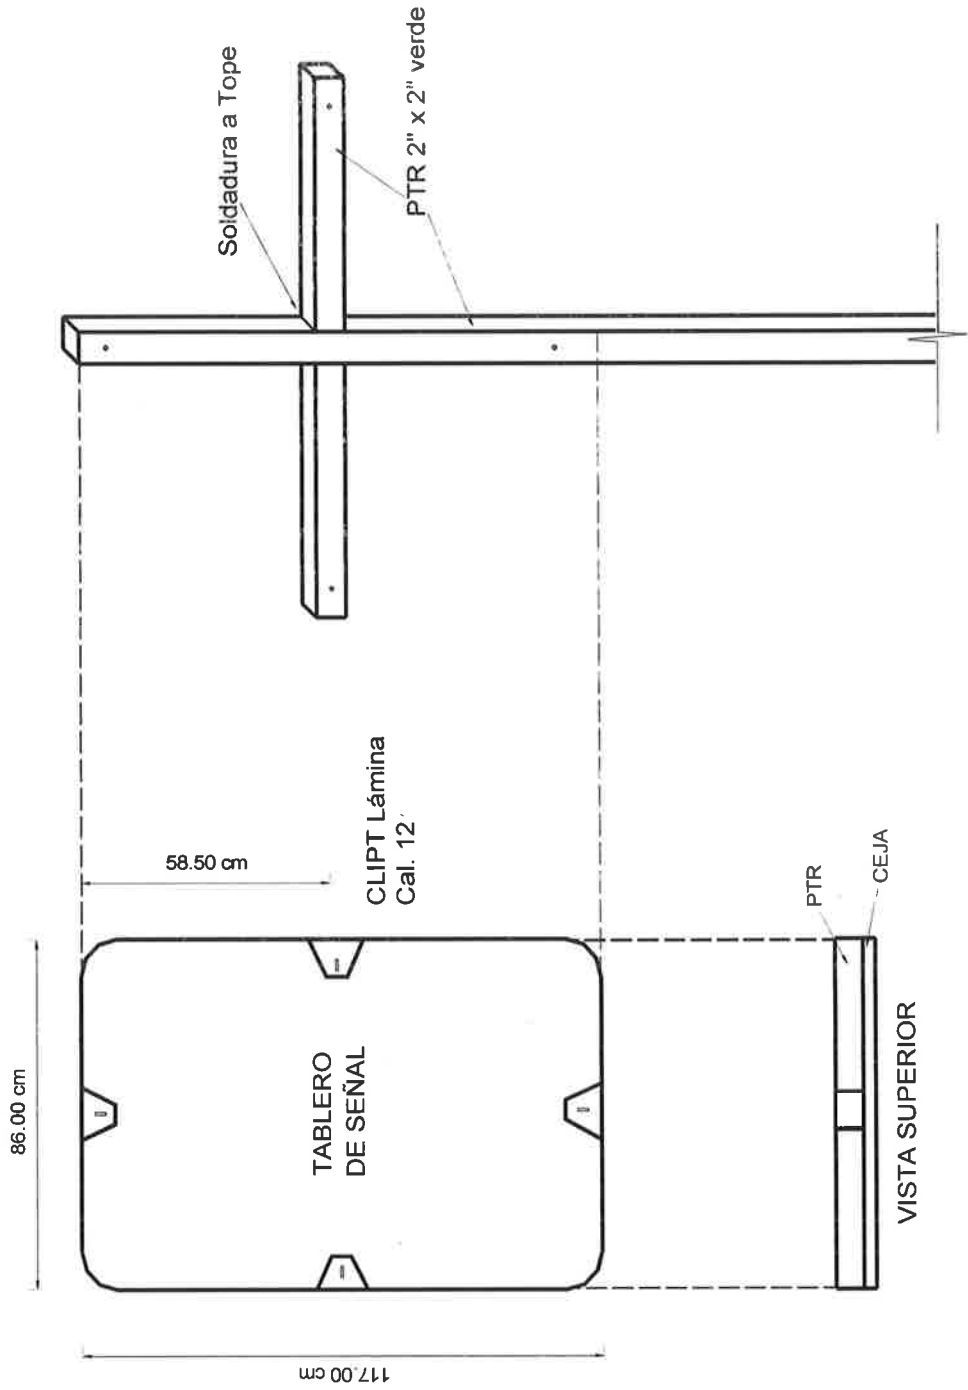 86.00 cm
117.00 cm
58.50 cm
TABLERO
DE SEÑAL
CLIPT Lámina
Cal. 12
Soldadura a Tope
PTR 2" x 2" verde
PTR
CEJA
VISTA SUPERIOR